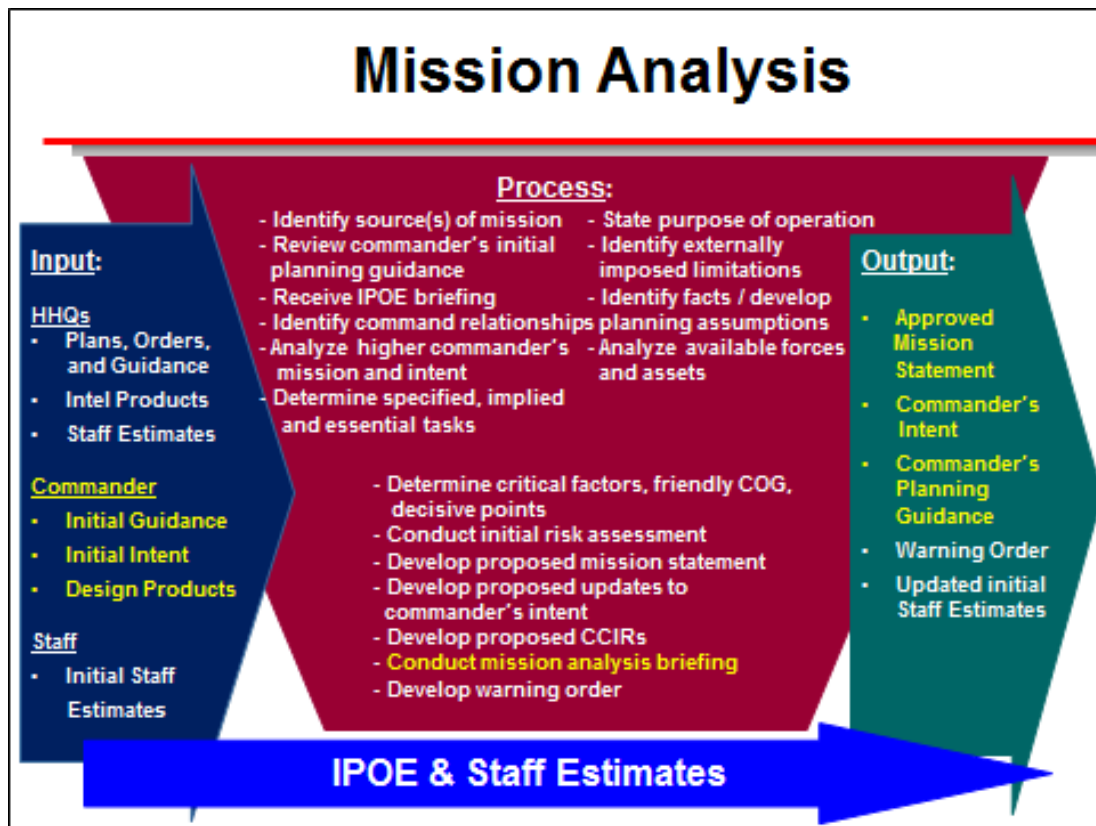 Mission Analysis
Input:
HHQs
• Plans, Orders,
and Guidance
• Intel Products
• Staff Estimates
Commander
• Initial Guidance
• Initial Intent
• Design Products
Staff
• Initial Staff
Estimates
Process:
- Identify source(s) of mission
- Review commander's initial
planning guidance
- Receive IPOE briefing
- Identify command relationships
- Analyze higher commander's
mission and intent
- Determine specified, implied
and essential tasks
- State purpose of operation
- Identify externally
imposed limitations
- Identify facts / develop
planning assumptions
- Analyze available forces
and assets
- Determine critical factors, friendly COG,
decisive points
- Conduct initial risk assessment
- Develop proposed mission statement
- Develop proposed updates to
commander's intent
- Develop proposed CCIRs
- Conduct mission analysis briefing
- Develop warning order
Output:
• Approved
Mission
Statement
• Commander's
Intent
• Commander's
Planning
Guidance
• Warning Order
• Updated initial
Staff Estimates
IPOE & Staff Estimates